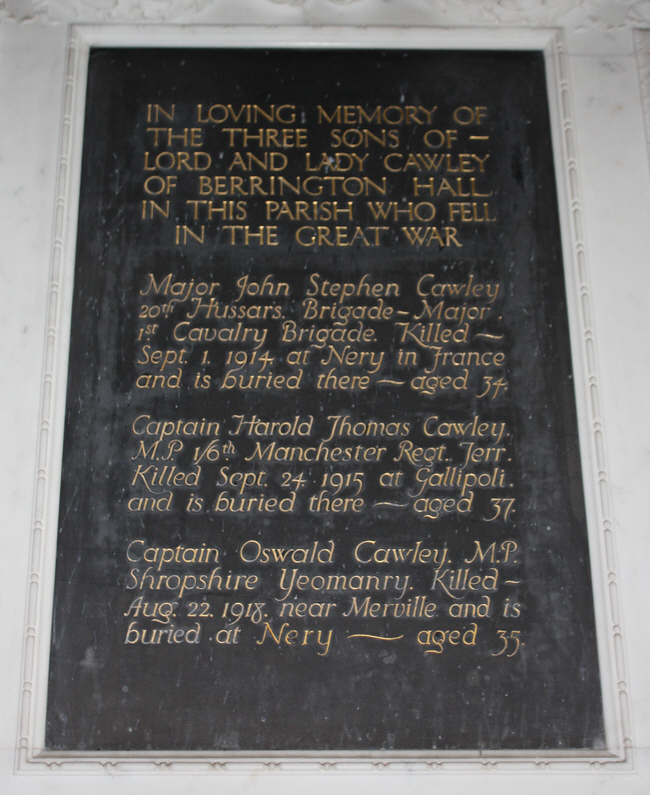 IN LOVING MEMORY OF
THE THREE SONS OF —
LORD AND LADY CAWLEY
OF BERRINGTON HALL.
IN THIS PARISH WHO FELL
IN THE GREAT WAR
Major John Stephen Cawley
20th Hussars. Brigade-Major.
1st Cavalry Brigade. Killed —
Sept. 1. 1914 at Nery in France
and is buried there — aged 34.
Captain Harold Thomas Cawley.
M.P. 1/6th Manchester Regt. Terr.
Killed Sept. 24 1915 at Gallipoli.
and is buried there — aged 37.
Captain Oswald Cawley. M.P.
Shropshire Yeomanry. Killed —
Aug. 22. 1918. near Merville and is
buried at Nery — aged 35.